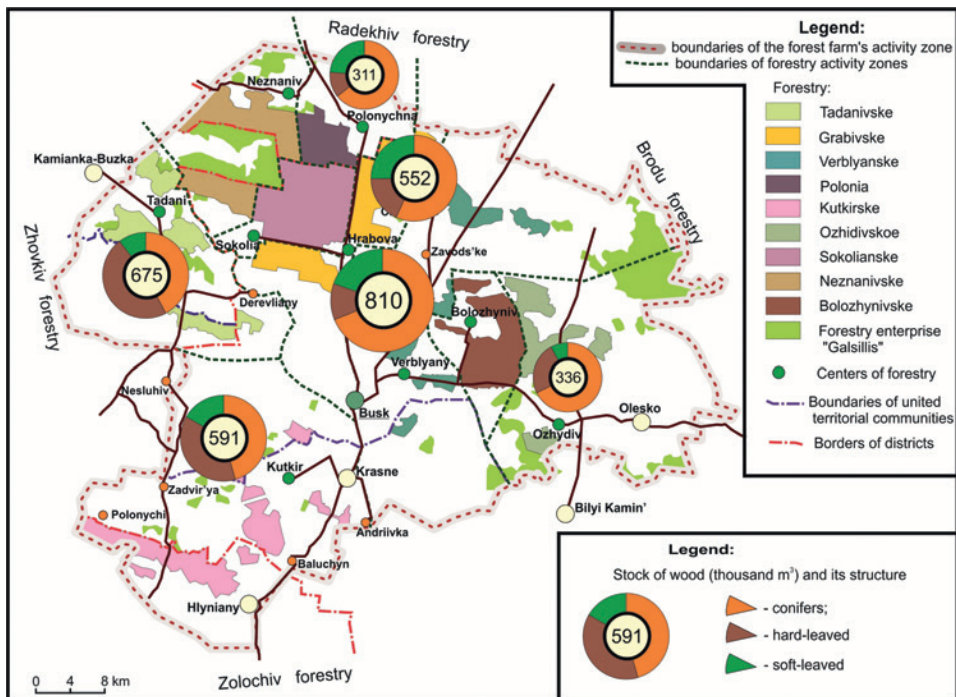 Radekhiv forestry
Neznaniv
311
Polonychna
Kamianka-Buzka
552
Brodu forestry
Tadani
Zhovkiv forestry
Sokolia
Hrabova
Zavods'ke
675
810
Derevliany
Bolozhyniv
Verblyany
336
Nesluhiv
Busk
Olesko
Ozhydiv
591
Kutkir
Krasne
Zadvir'ya
Polonychi
Andriivka
Bilyi Kamin'
Baluchyn
Hlyniany
Zolochiv forestry
0 4 8 km
Legend:
boundaries of the forest farm's activity zone
boundaries of forestry activity zones
Forestry:
Tadanivske
Grabivske
Verblyanske
Polonia
Kutkirske
Ozhidivske
Sokolianske
Neznanivske
Bolozhynivske
Forestry enterprise
"Galsillis"
Centers of forestry
Boundaries of united
territorial communities
Borders of districts
Legend:
Stock of wood (thousand m³) and its structure
591
- conifers;
- hard-leaved
- soft-leaved